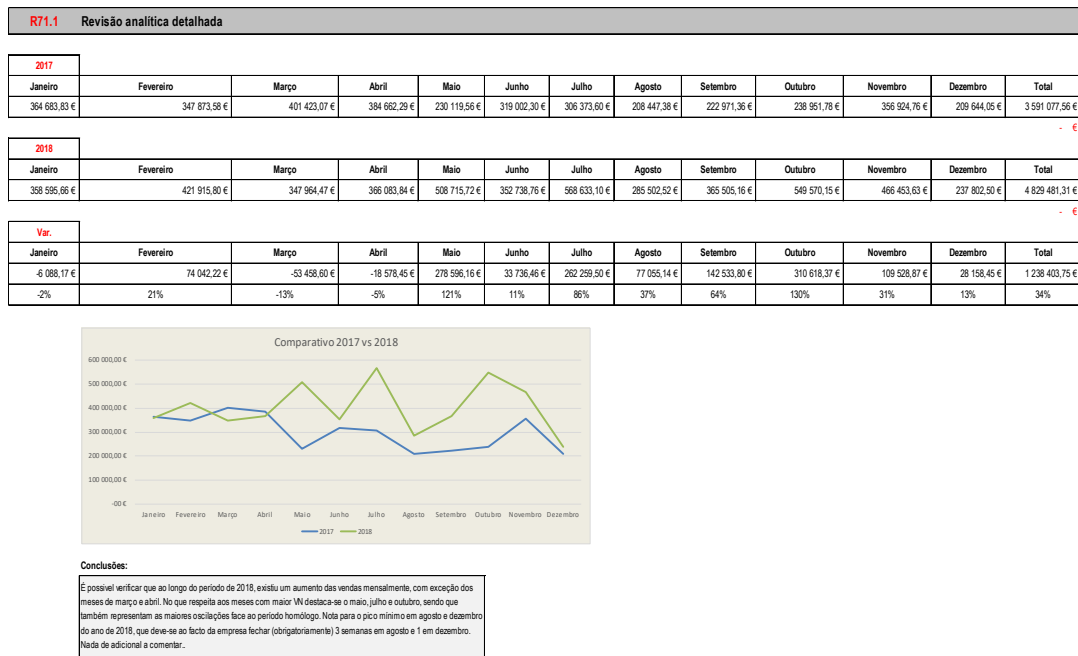 R71.1 Revisão analítica detalhada
2017
Janeiro Fevereiro Março Abril Maio Junho Julho Agosto Setembro Outubro Novembro Dezembro Total
364 683,83 € 347 873,58 € 401 423,07 € 384 662,29 € 230 119,56 € 319 002,30 € 306 373,60 € 208 447,38 € 222 971,36 € 238 951,78 € 356 924,76 € 209 644,05 € 3 591 077,56 €
- €
2018
Janeiro Fevereiro Março Abril Maio Junho Julho Agosto Setembro Outubro Novembro Dezembro Total
358 595,66 € 421 915,80 € 347 964,47 € 366 083,84 € 508 715,72 € 352 738,76 € 568 633,10 € 285 502,52 € 365 505,16 € 549 570,15 € 466 453,63 € 237 802,50 € 4 829 481,31 €
- €
Var.
Janeiro Fevereiro Março Abril Maio Junho Julho Agosto Setembro Outubro Novembro Dezembro Total
-6 088,17 € 74 042,22 € -53 458,60 € -18 578,45 € 278 596,16 € 33 736,46 € 262 259,50 € 77 055,14 € 142 533,80 € 310 618,37 € 109 528,87 € 28 158,45 € 1 238 403,75 €
-2% 21% -13% -5% 121% 11% 86% 37% 64% 130% 31% 13% 34%
Comparativo 2017 vs 2018
600 000,00 €
500 000,00 €
400 000,00 €
300 000,00 €
200 000,00 €
100 000,00 €
-00 €
Janeiro Fevereiro Março Abril Maio Junho Julho Agosto Setembro Outubro Novembro Dezembro
2017 2018
Conclusões:
É possivel verificar que ao longo do período de 2018, existiu um aumento das vendas mensalmente, com exceção dos
meses de março e abril. No que respeita aos meses com maior VN destaca-se o maio, julho e outubro, sendo que
também representam as maiores oscilações face ao período homólogo. Nota para o pico mínimo em agosto e dezembro
do ano de 2018, que deve-se ao facto da empresa fechar (obrigatoriamente) 3 semanas em agosto e 1 em dezembro.
Nada de adicional a comentar..